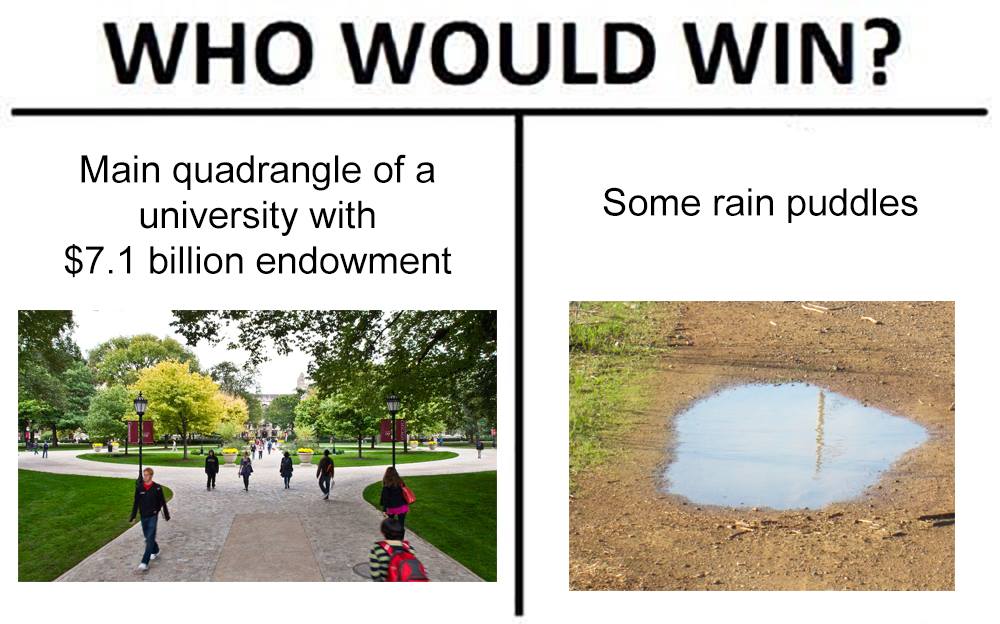 WHO WOULD WIN?
Main quadrangle of a
university with
$7.1 billion endowment
Some rain puddles